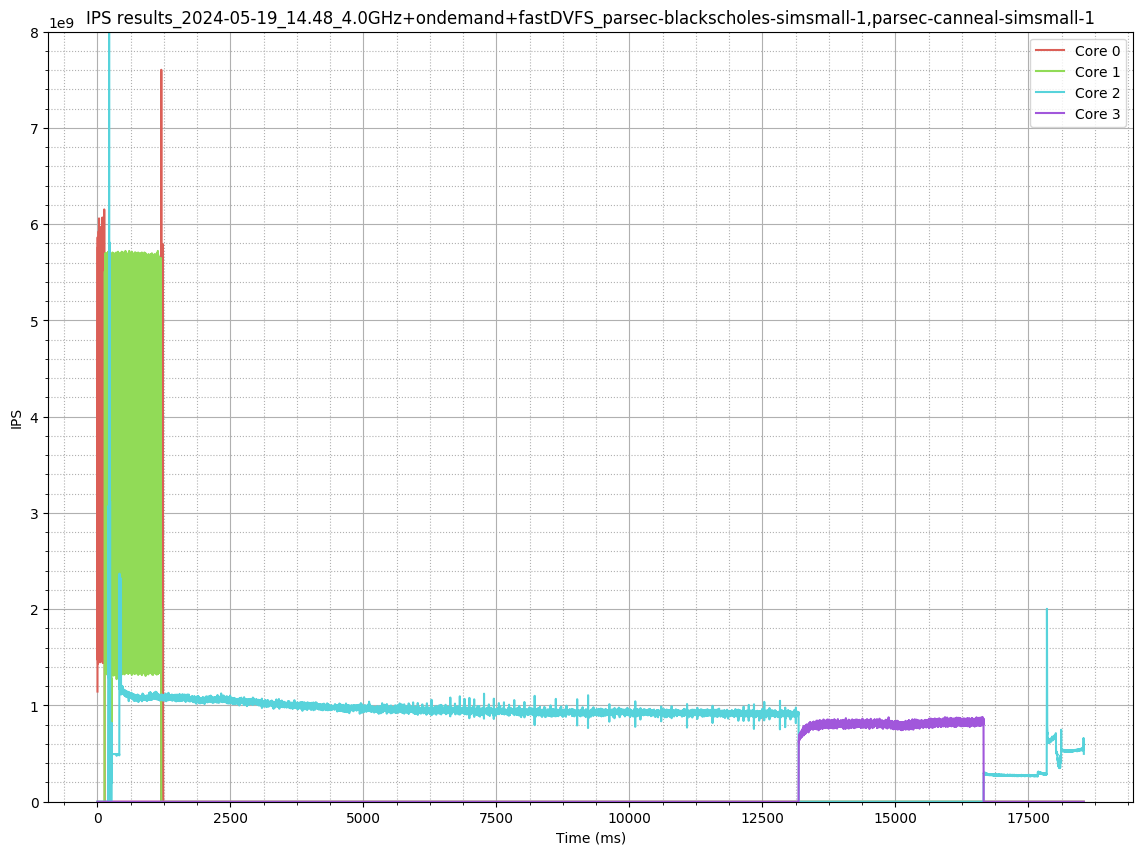 IPS results_2024-05-19_14.48_4.0GHz+ondemand+fastDVFS_parsec-blackscholes-simsmall-1,parsec-canneal-simsmall-1
1e9
Core 0
Core 1
Core 2
Core 3
8
7
6
5
4
3
2
1
0
IPS
0
2500
5000
7500
10000
12500
15000
17500
Time (ms)